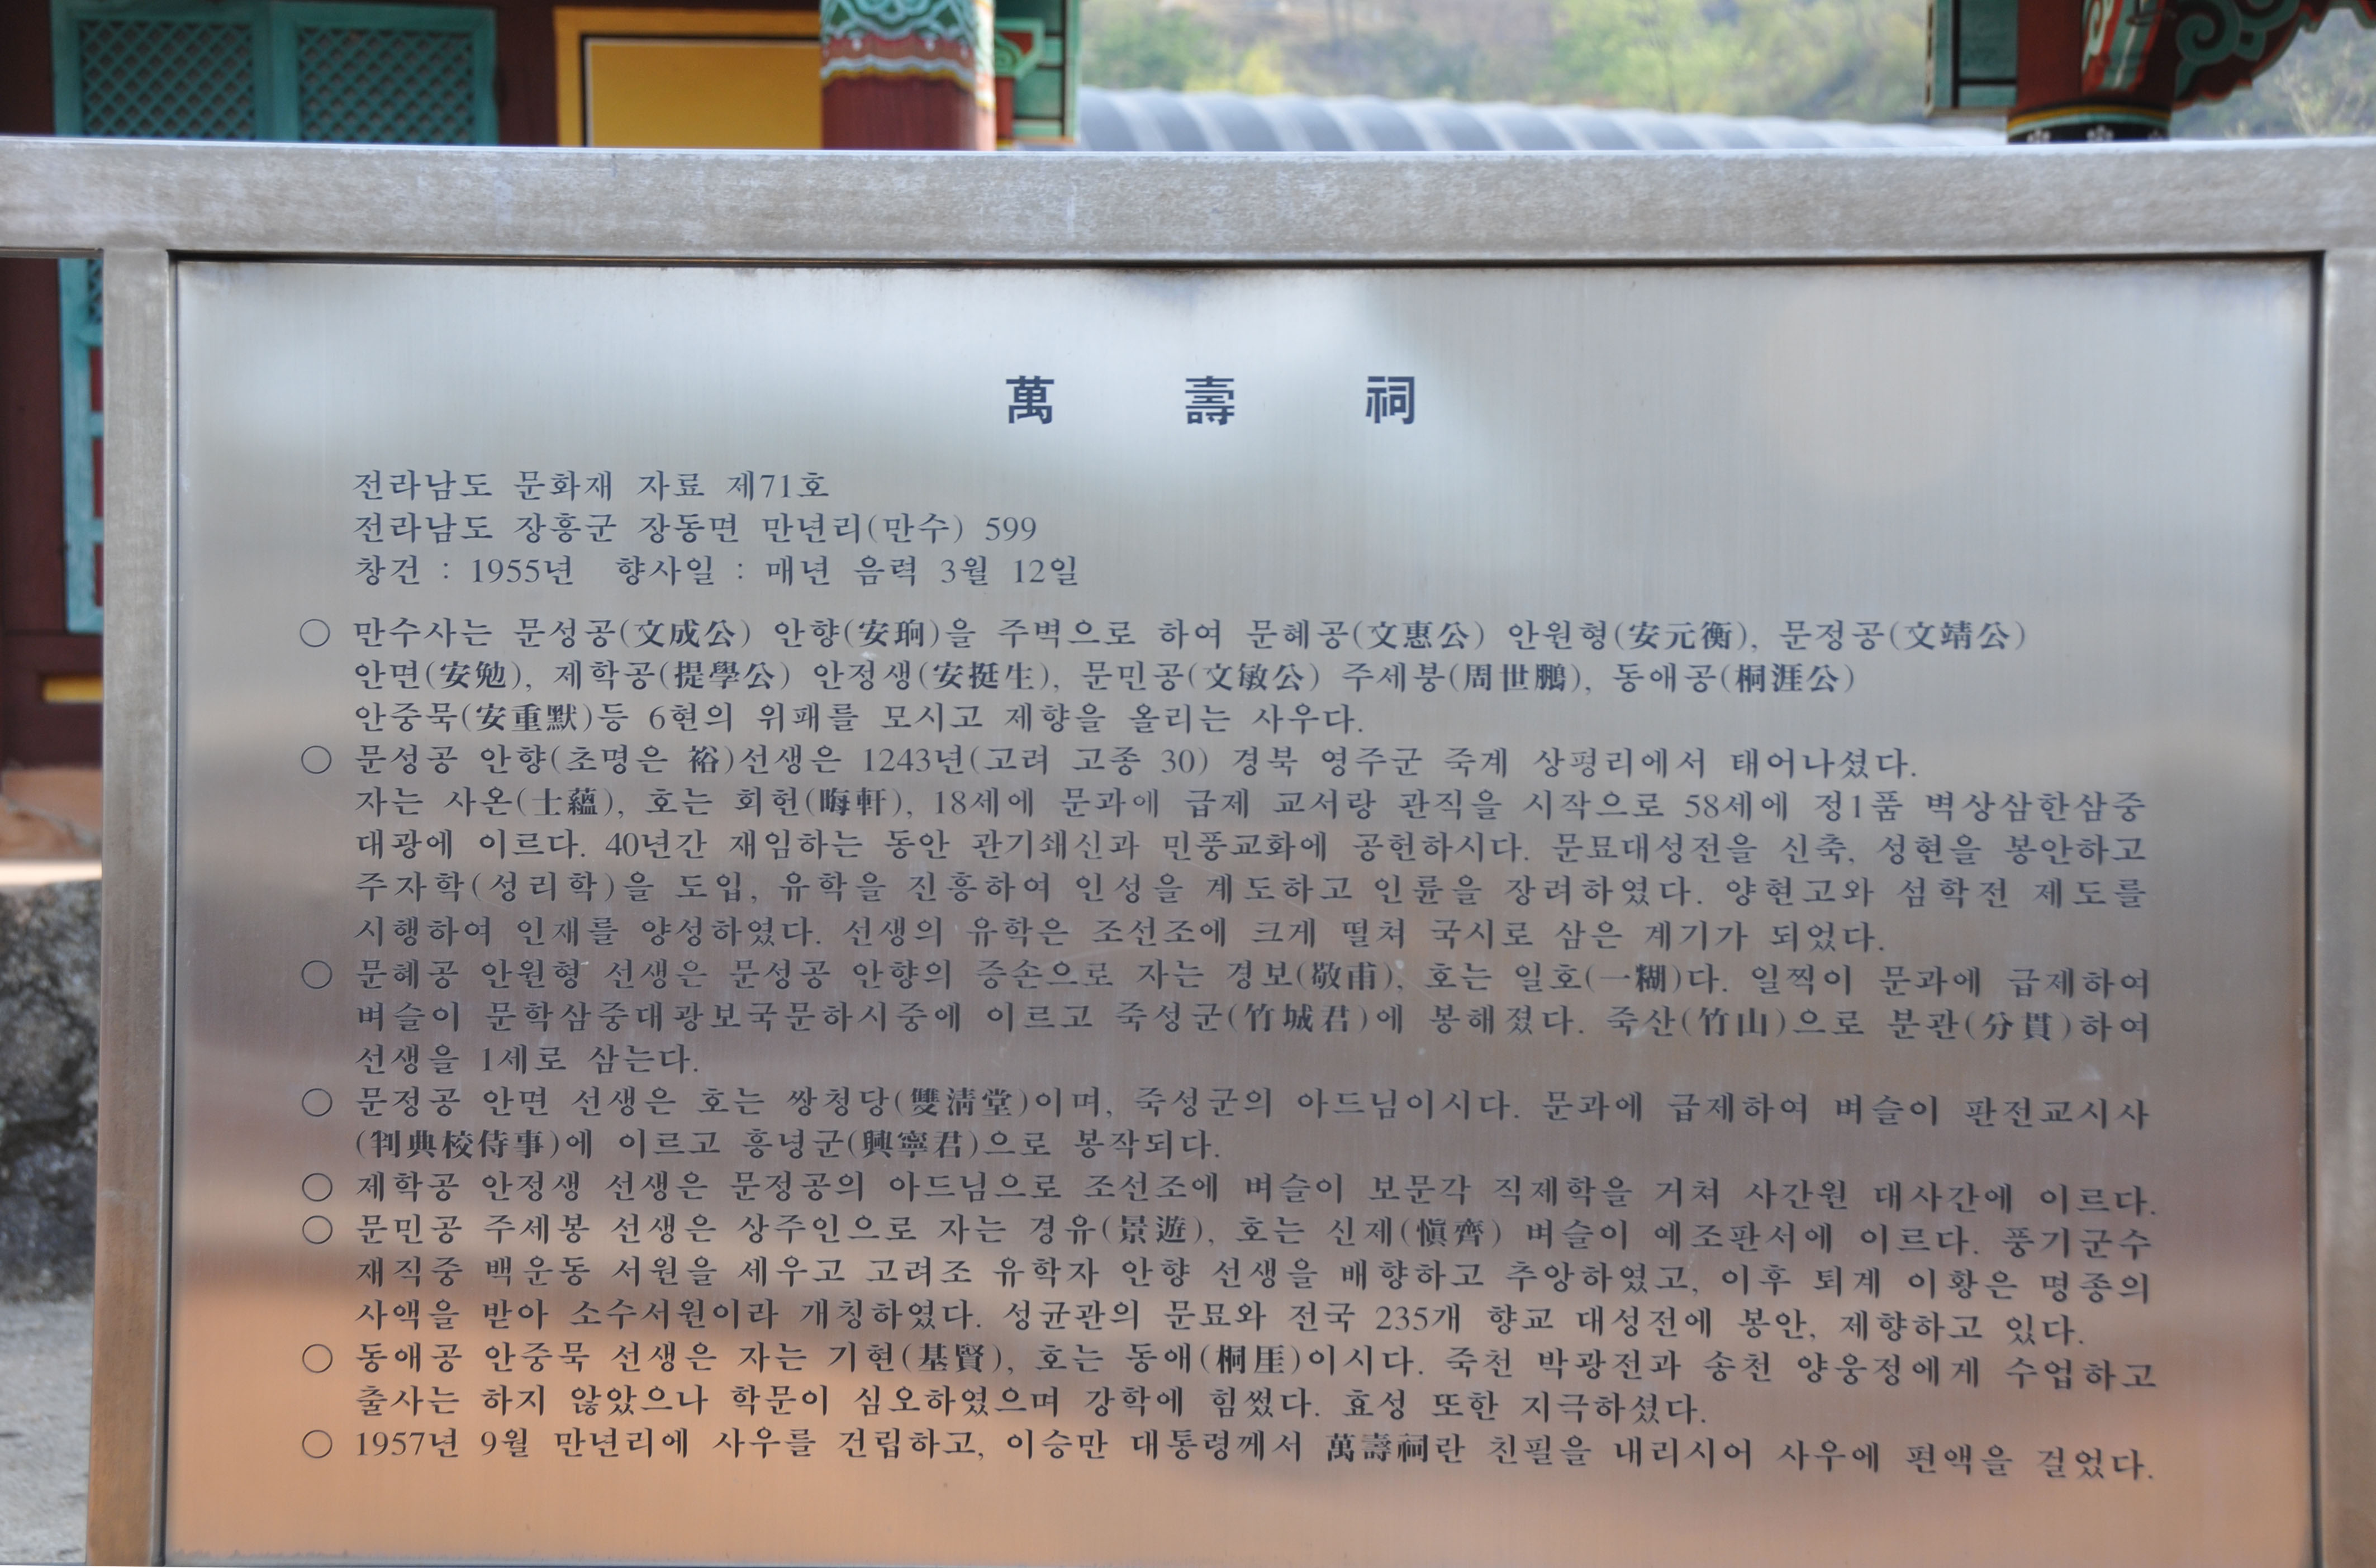 萬 壽 祠
전라남도 문화재 자료 제71호
전라남도 장흥군 장동면 만년리(만수) 599
창건 : 1955년 향사일 : 매년 음력 3월 12일
○ 만수사는 문성공(文成公) 안향(安珦)을 주벽으로 하여 문혜공(文惠公) 안원형(安元衡), 문정공(文靖公)
안면(安勉), 제학공(提學公) 안정생(安挺生), 문민공(文敏公) 주세붕(周世鵬), 동애공(桐涯公)
안중묵(安重默)등 6현의 위패를 모시고 제향을 올리는 사우다.
○ 문성공 안향(초명은 裕)선생은 1243년(고려 고종 30) 경북 영주군 죽계 상평리에서 태어나셨다.
자는 사온(士蘊), 호는 회헌(晦軒), 18세에 문과에 급제 교서랑 관직을 시작으로 58세에 정1품 벽상삼한삼중
대광에 이르다. 40년간 재임하는 동안 관기쇄신과 민풍교화에 공헌하시다. 문묘대성전을 신축, 성현을 봉안하고
주자학(성리학)을 도입, 유학을 진흥하여 인성을 계도하고 인륜을 장려하였다. 양현고와 섬학전 제도를
시행하여 인재를 양성하였다. 선생의 유학은 조선조에 크게 떨쳐 국시로 삼은 계기가 되었다.
○ 문혜공 안원형 선생은 문성공 안향의 증손으로 자는 경보(敬甫), 호는 일호(一糊)다. 일찍이 문과에 급제하여
벼슬이 문학삼중대광보국문하시중에 이르고 죽성군(竹城君)에 봉해졌다. 죽산(竹山)으로 분관(分貫)하여
선생을 1세로 삼는다.
○ 문정공 안면 선생은 호는 쌍청당(雙淸堂)이며, 죽성군의 아드님이시다. 문과에 급제하여 벼슬이 판전교시사
(判典校侍事)에 이르고 흥녕군(興寧君)으로 봉작되다.
○ 제학공 안정생 선생은 문정공의 아드님으로 조선조에 벼슬이 보문각 직제학을 거쳐 사간원 대사간에 이르다.
○ 문민공 주세봉 선생은 상주인으로 자는 경유(景遊), 호는 신제(愼齊) 벼슬이 예조판서에 이르다. 풍기군수
재직중 백운동 서원을 세우고 고려조 유학자 안향 선생을 배향하고 추앙하였고, 이후 퇴계 이황은 명종의
사액을 받아 소수서원이라 개칭하였다. 성균관의 문묘와 전국 235개 향교 대성전에 봉안, 제향하고 있다.
○ 동애공 안중묵 선생은 자는 기현(基賢), 호는 동애(桐厓)이시다. 죽천 박광전과 송천 양웅정에게 수업하고
출사는 하지 않았으나 학문이 심오하였으며 강학에 힘썼다. 효성 또한 지극하셨다.
○ 1957년 9월 만년리에 사우를 건립하고, 이승만 대통령께서 萬壽祠란 친필을 내리시어 사우에 편액을 걸었다.